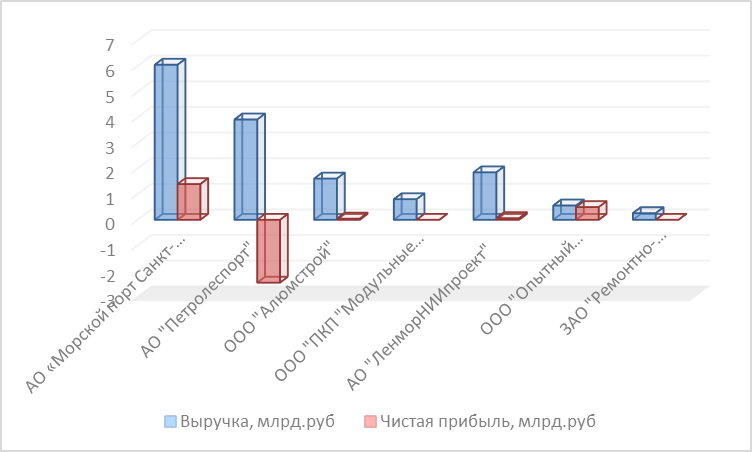 7
6
5
4
3
2
1
0
-1
-2
-3
АО «Морской порт Санкт-...
АО "Петролеспорт"
ООО "Алюмстрой"
ООО "ПКП "Модульные...
АО "ЛенморНИИпроект"
ООО "Опытный...
ЗАО "Ремонтно-...
Выручка, млрд.руб Чистая прибыль, млрд.руб